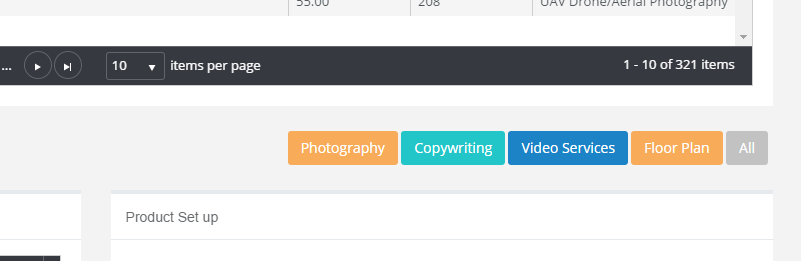 55.00 208 UAV Drone/Aerial Photography
... 10 items per page 1 - 10 of 321 items
Photography Copywriting Video Services Floor Plan All
Product Set up